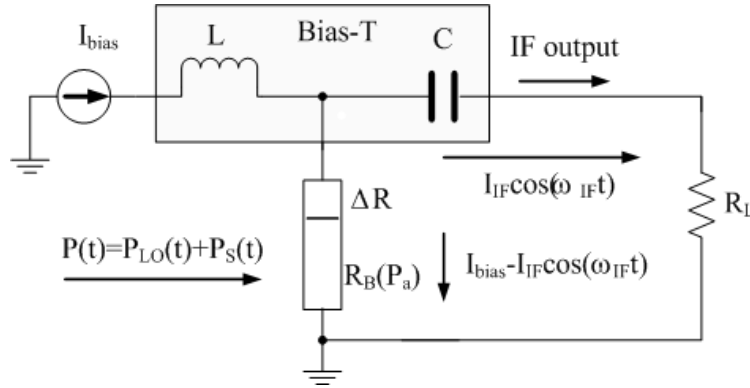 I_bias
L
Bias-T
C
IF output
I_IFcos(ω_IFt)
ΔR
R_L
P(t)=P_LO(t)+P_S(t)
R_B(P_a)
I_bias-I_IFcos(ω_IFt)